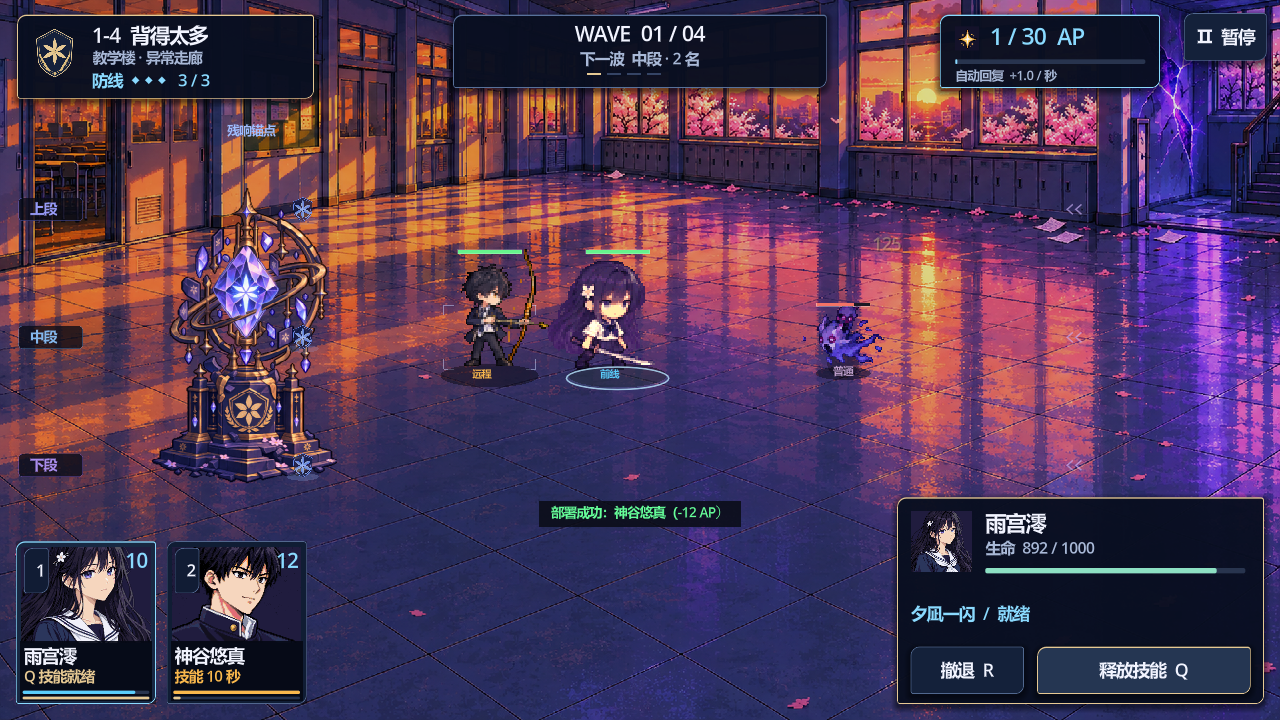 1-4 背得太多
教学楼·异常走廊
防线 3 / 3
WAVE 01 / 04
下一波 中段·2 名
1 / 30 AP
自动回复 +1.0 / 秒
暂停
残响锚点
上段
125
远程
前线
普通
中段
下段
部署成功：神谷悠真（-12 AP）
1
10
雨宫澪
Q 技能就绪
2
12
神谷悠真
技能 10 秒
雨宫澪
生命 892 / 1000
夕凪一闪 / 就绪
撤退 R
释放技能 Q